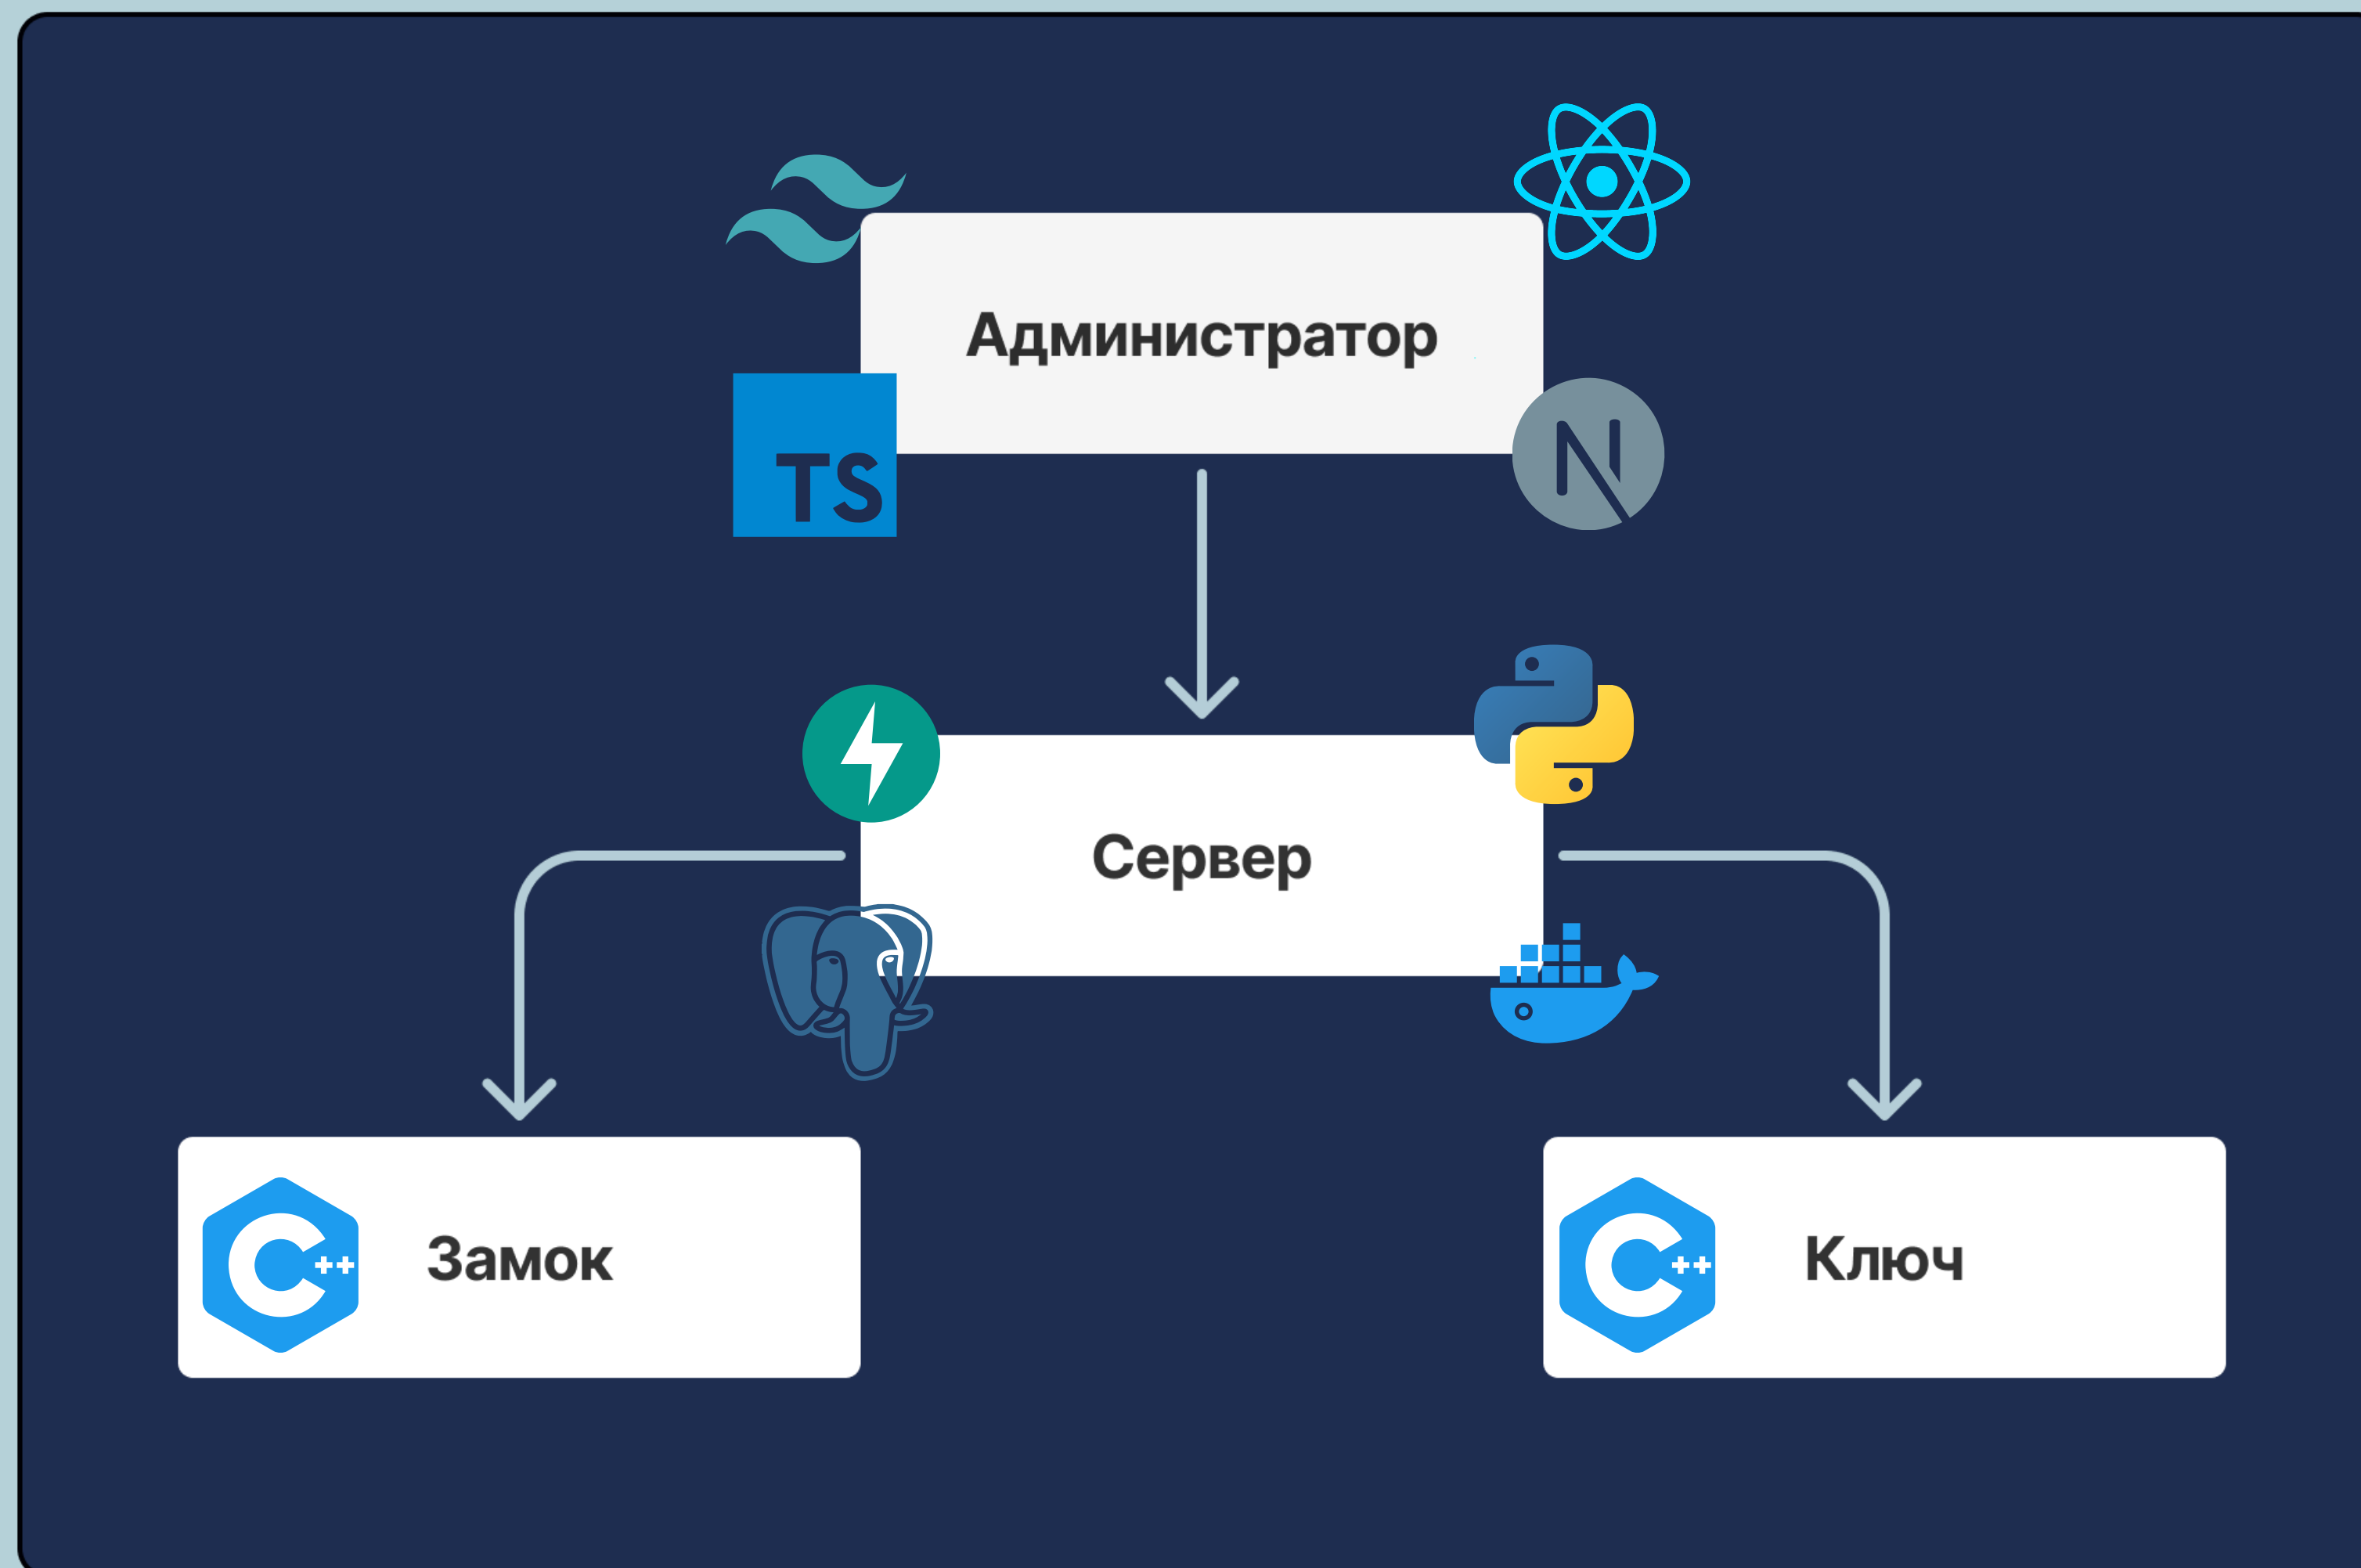 Администратор
TS
N
Сервер
C++
Замок
C++
Ключ